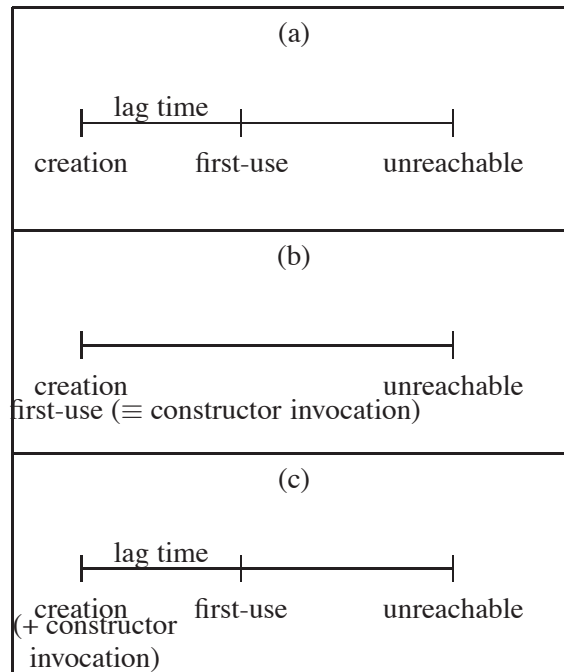 (a)
lag time
creation first-use unreachable
(b)
creation unreachable
first-use (≡ constructor invocation)
(c)
lag time
creation first-use unreachable
(+ constructor
invocation)